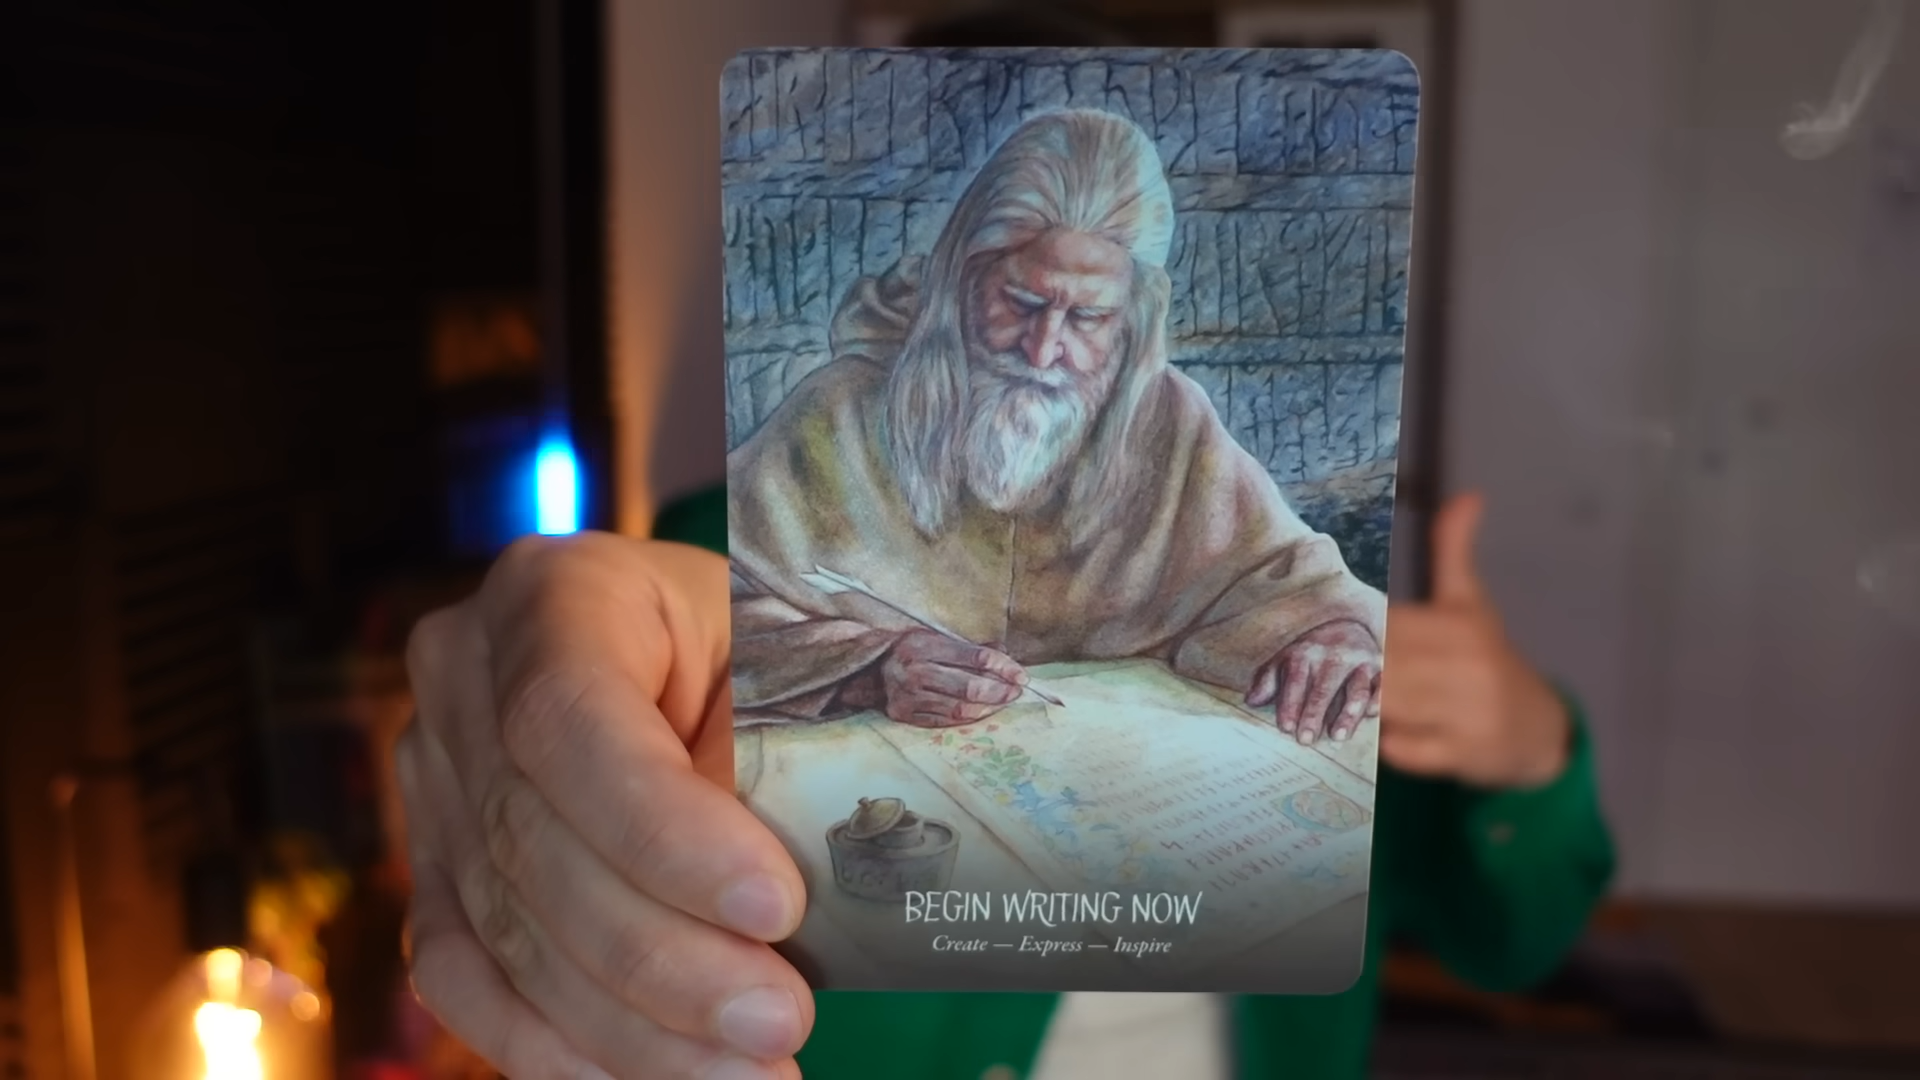 BEGIN WRITING NOW
Create — Express — Inspire